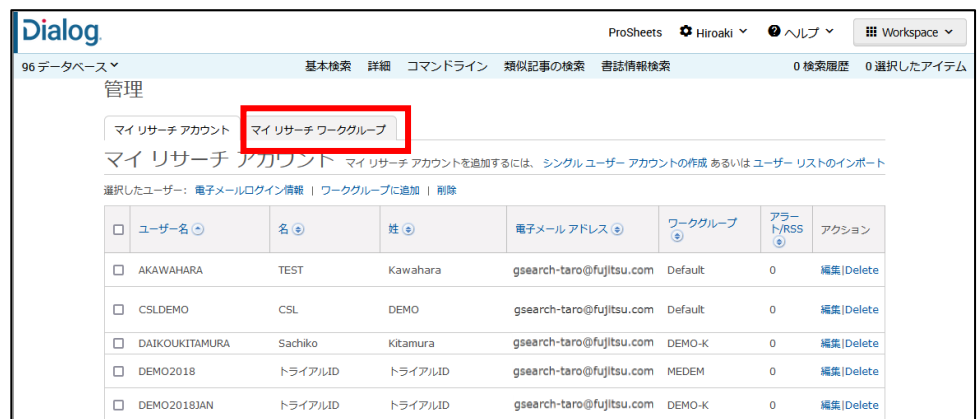 Dialog
ProSheets Hiroaki ヘルプ Workspace
96 データベース 基本検索 詳細 コマンドライン 類似記事の検索 書誌情報検索 0 検索履歴 0 選択したアイテム
管理
マイ リサーチ アカウント マイ リサーチ ワークグループ
マイ リサーチ アカウント マイ リサーチ アカウントを追加するには、 シングル ユーザー アカウントの作成 あるいは ユーザー リストのインポート
選択したユーザー: 電子メールログイン情報 | ワークグループに追加 | 削除
ユーザー名 名 姓 電子メール アドレス ワークグループ アラート/RSS アクション
AKAWAHARA TEST Kawahara gsearch-taro@fujitsu.com Default 0 編集|Delete
CSLDEMO CSL DEMO gsearch-taro@fujitsu.com Default 0 編集|Delete
DAIKOUKITAMURA Sachiko Kitamura gsearch-taro@fujitsu.com DEMO-K 0 編集|Delete
DEMO2018 トライアルID トライアルID gsearch-taro@fujitsu.com MEDEM 0 編集|Delete
DEMO2018JAN トライアルID トライアルID gsearch-taro@fujitsu.com DEMO-K 0 編集|Delete